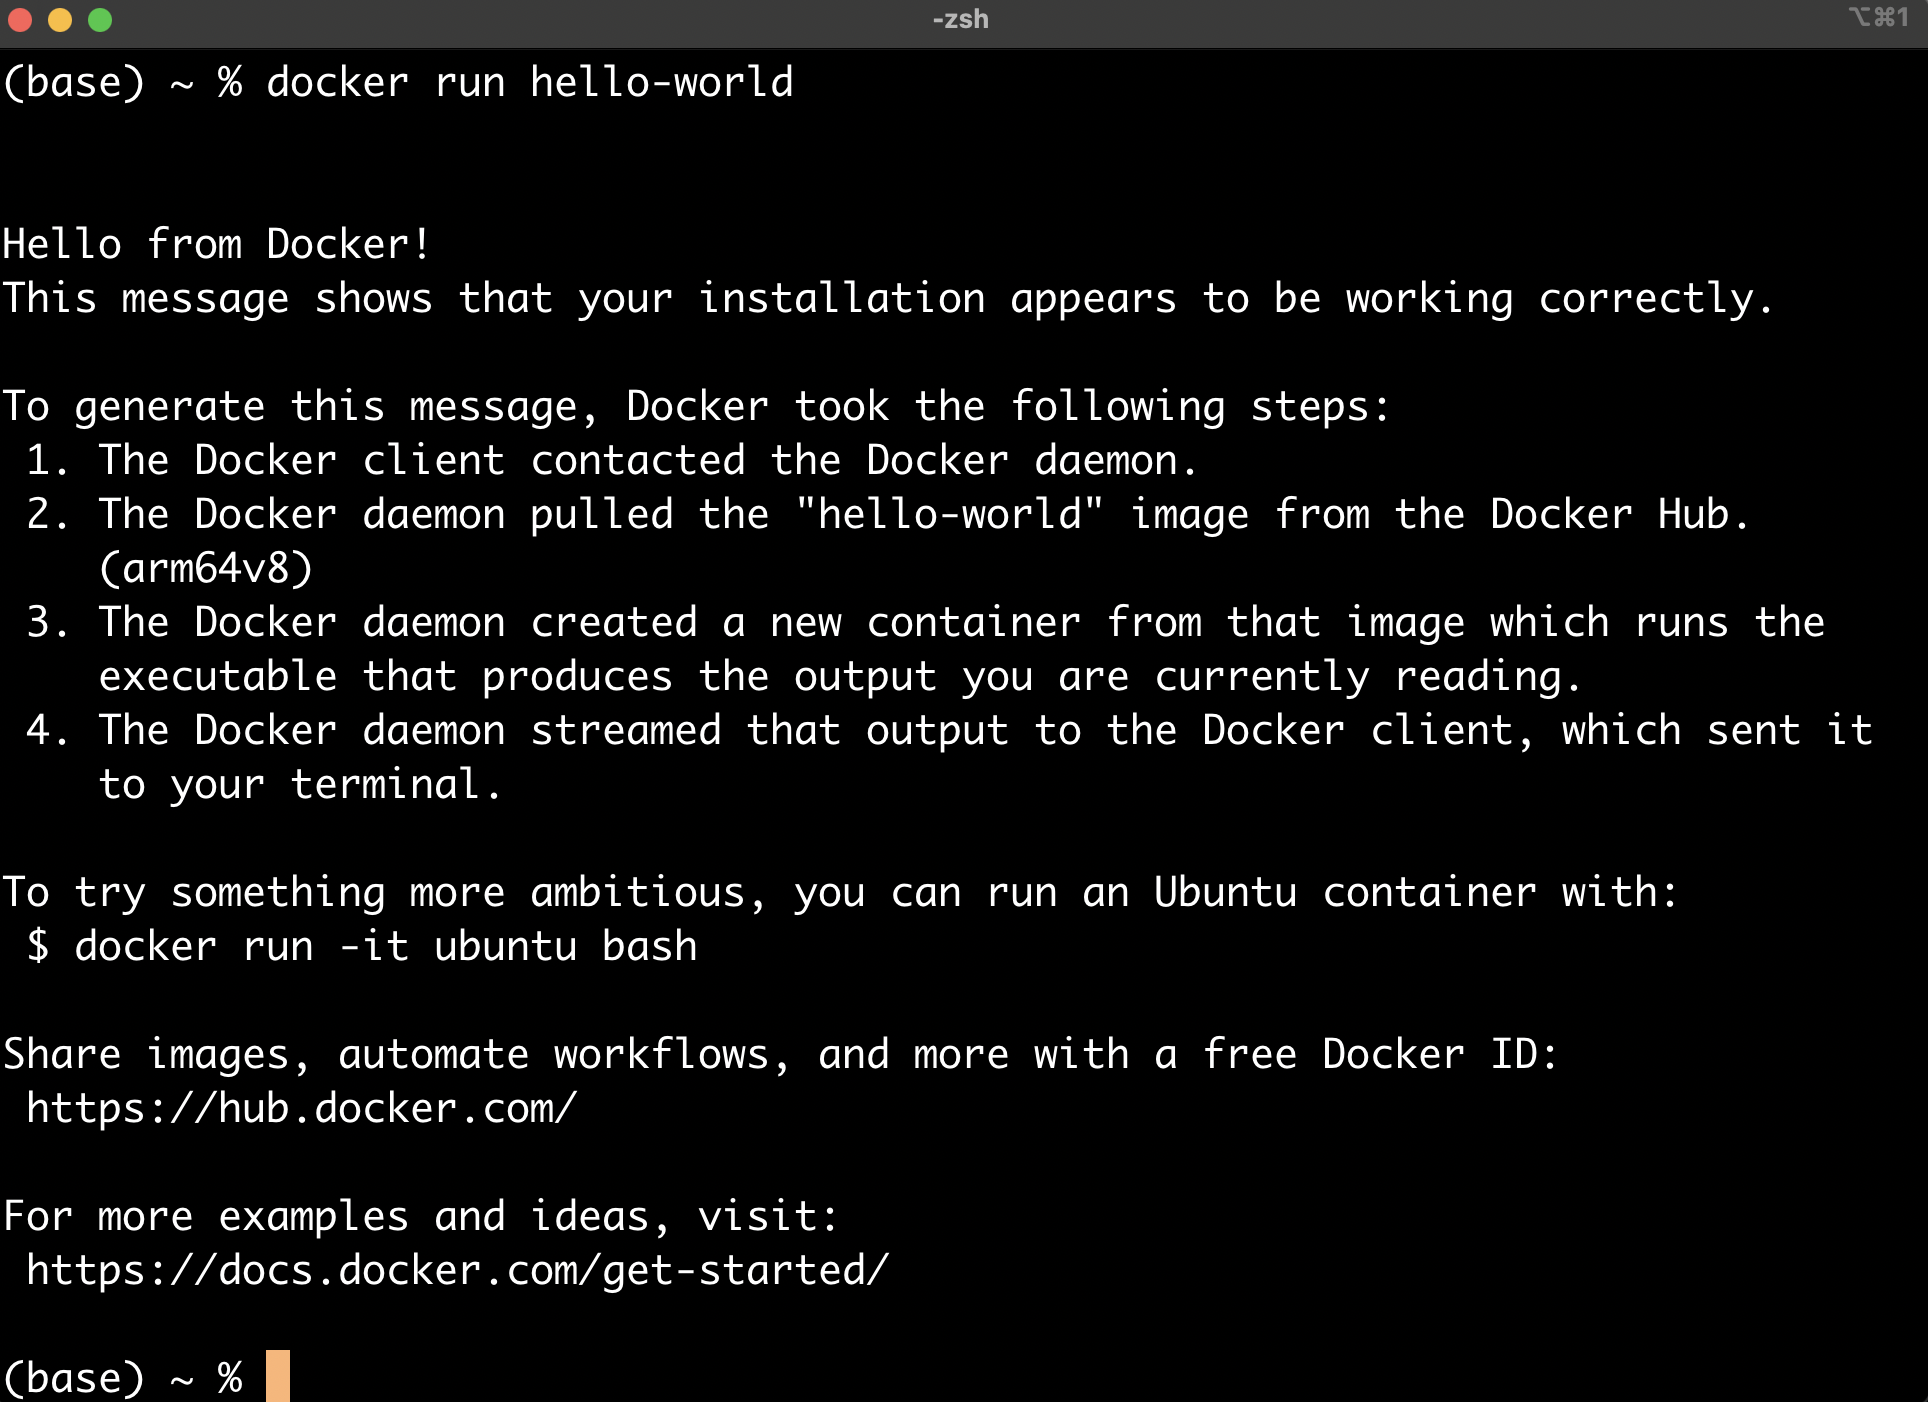 -zsh
⌥⌘1
(base) ~ % docker run hello-world
Hello from Docker!
This message shows that your installation appears to be working correctly.
To generate this message, Docker took the following steps:
1. The Docker client contacted the Docker daemon.
2. The Docker daemon pulled the "hello-world" image from the Docker Hub.
(arm64v8)
3. The Docker daemon created a new container from that image which runs the
executable that produces the output you are currently reading.
4. The Docker daemon streamed that output to the Docker client, which sent it
to your terminal.
To try something more ambitious, you can run an Ubuntu container with:
$ docker run -it ubuntu bash
Share images, automate workflows, and more with a free Docker ID:
https://hub.docker.com/
For more examples and ideas, visit:
https://docs.docker.com/get-started/
(base) ~ %